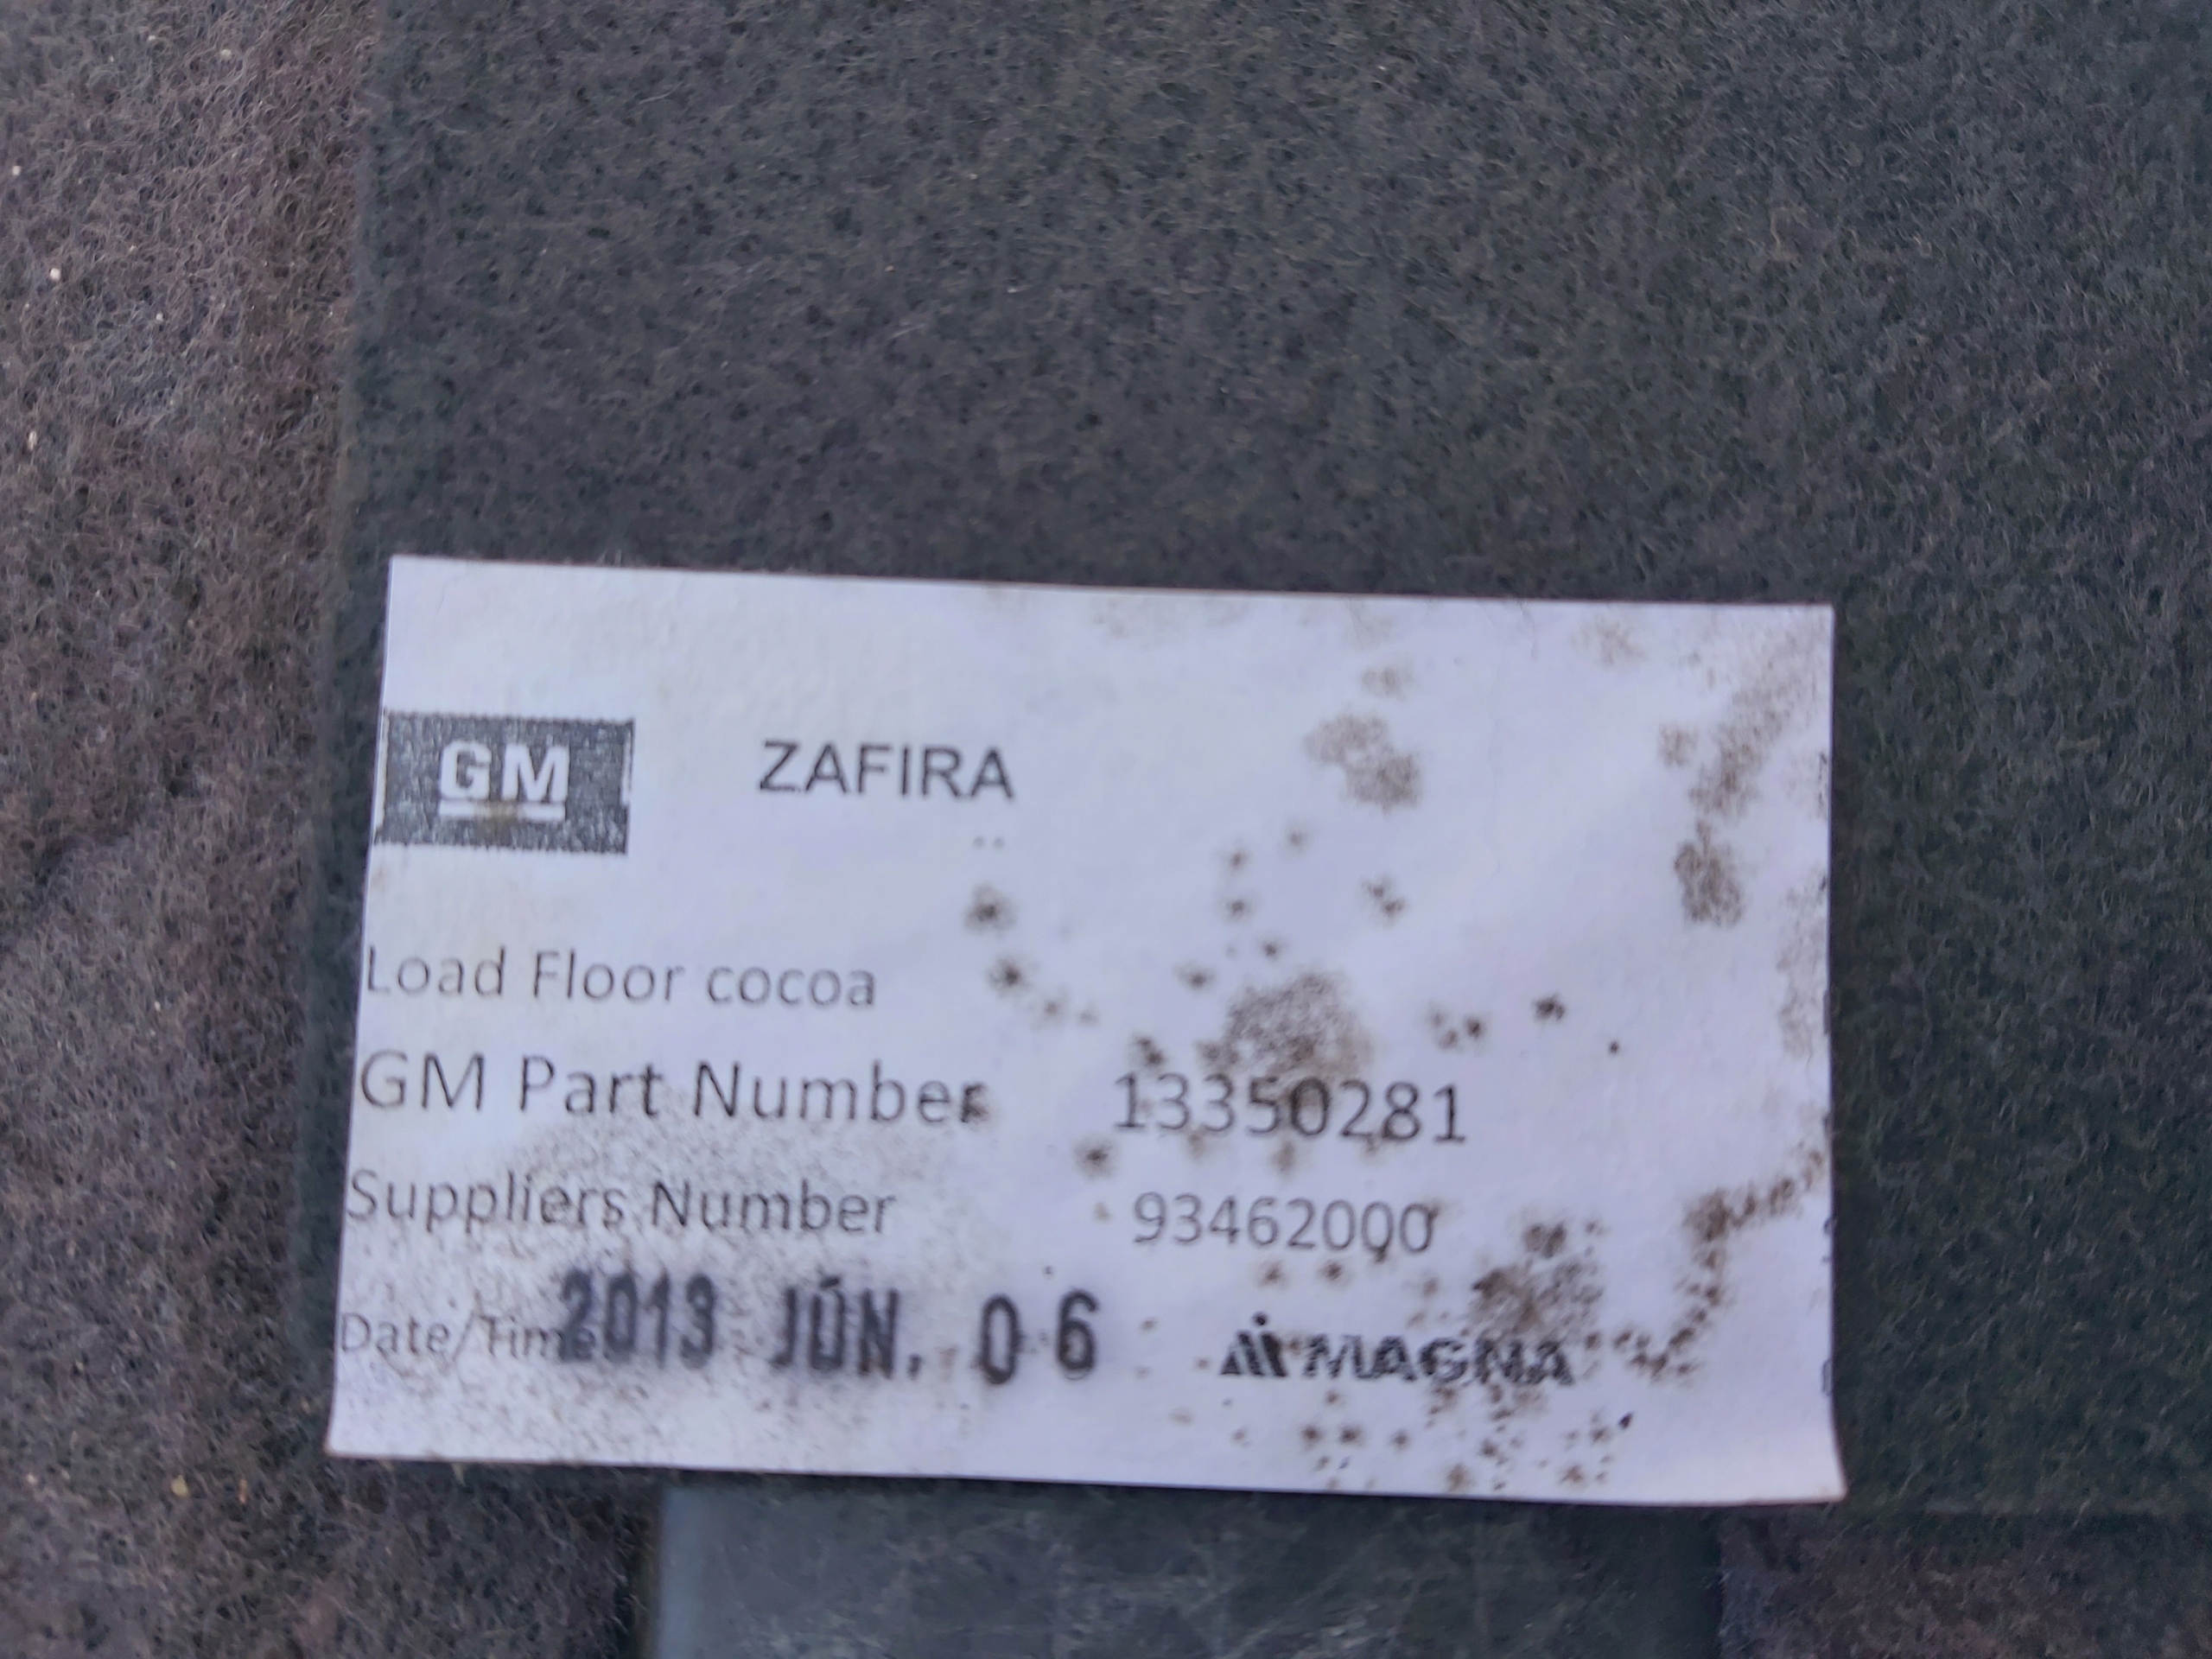 GM ZAFIRA
Load Floor cocoa
GM Part Number 13350281
Suppliers Number 93462000
Date/Time 2013 JÚN. 06 MAGNA